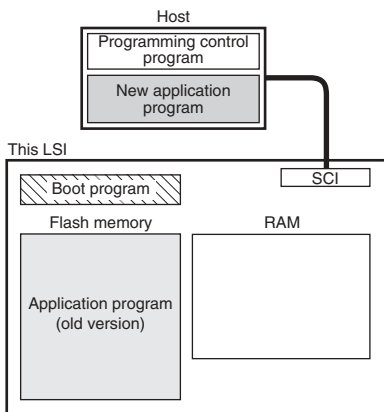 Host
Programming control
program
New application
program
This LSI
SCI
Boot program
Flash memory
RAM
Application program
(old version)